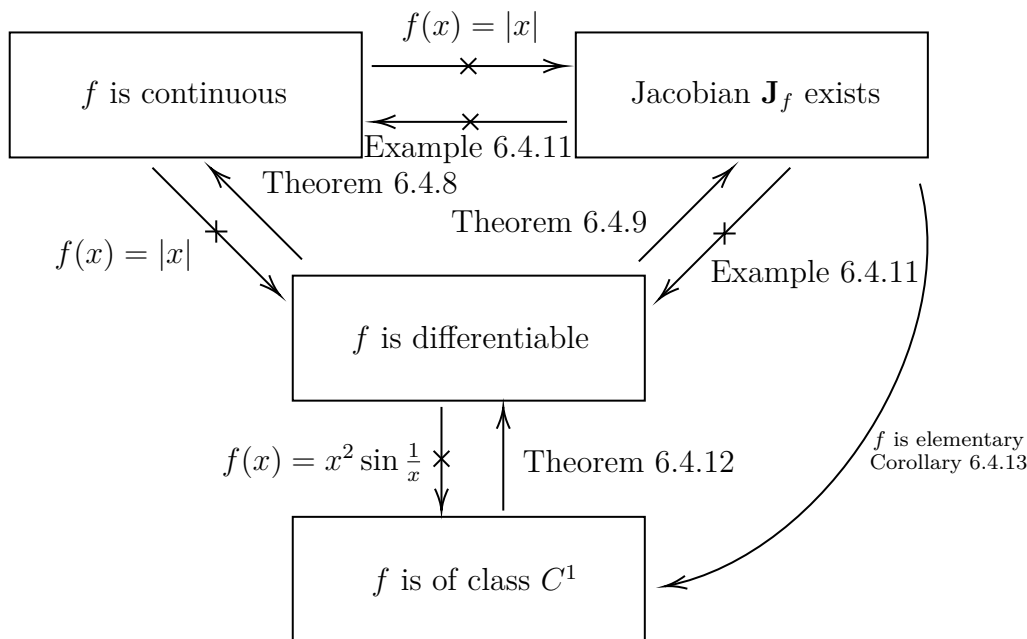 f(x) = |x|
f is continuous
Jacobian J_f exists
Example 6.4.11
Theorem 6.4.8
Theorem 6.4.9
f(x) = |x|
Example 6.4.11
f is differentiable
f(x) = x² sin 1/x
Theorem 6.4.12
f is elementary
Corollary 6.4.13
f is of class C¹